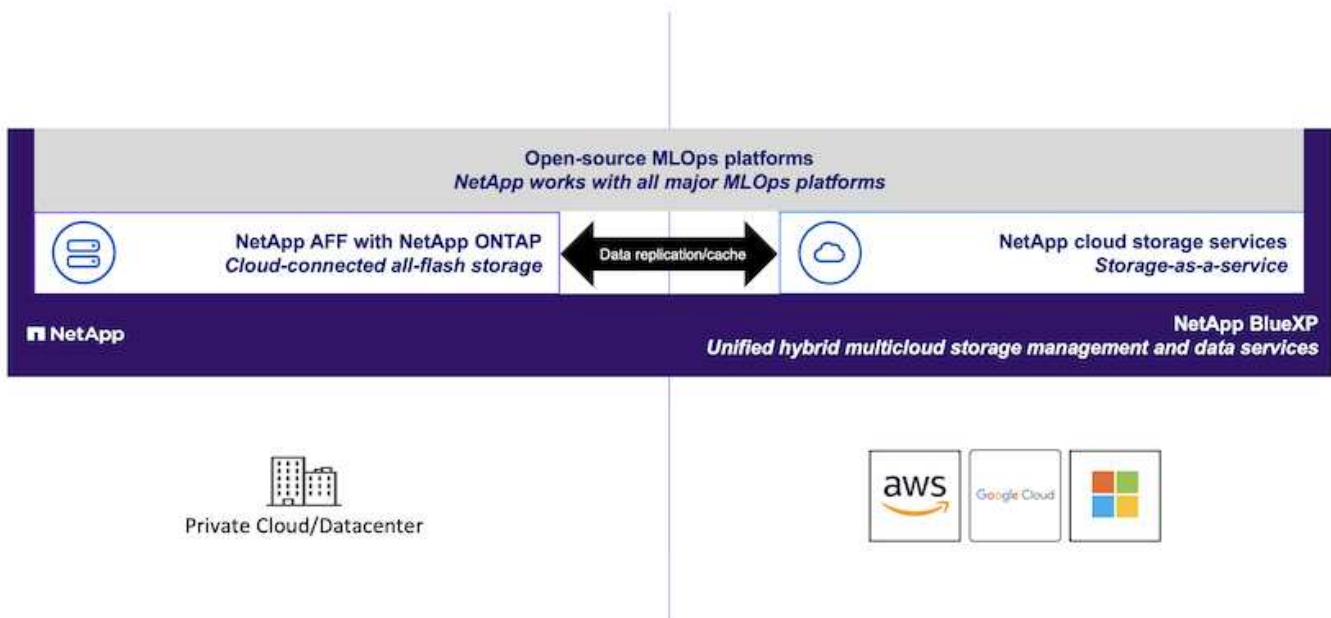 Open-source MLOps platforms
NetApp works with all major MLOps platforms
NetApp AFF with NetApp ONTAP
Cloud-connected all-flash storage
Data replication/cache
NetApp cloud storage services
Storage-as-a-service
NetApp
NetApp BlueXP
Unified hybrid multicloud storage management and data services
Private Cloud/Datacenter
aws
Google Cloud